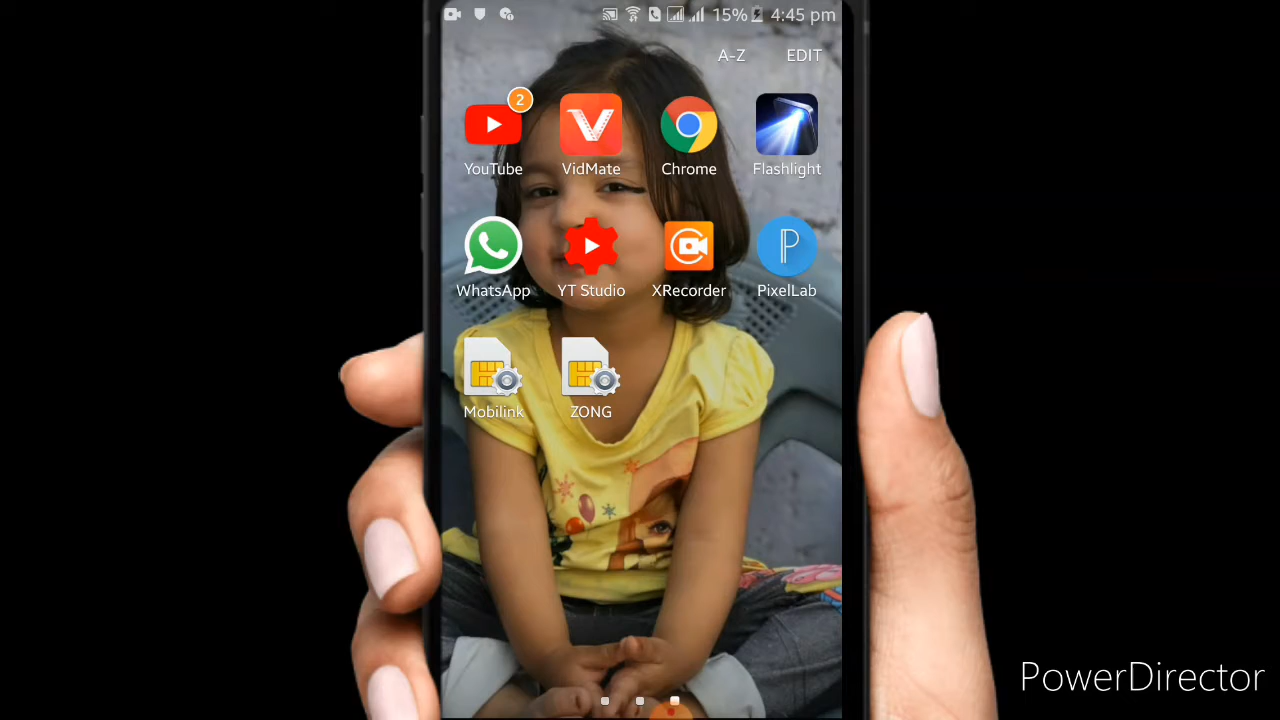 15% 4:45 pm
A-Z EDIT
2
YouTube VidMate Chrome Flashlight
WhatsApp YT Studio XRecorder PixelLab
Mobilink ZONG
PowerDirector